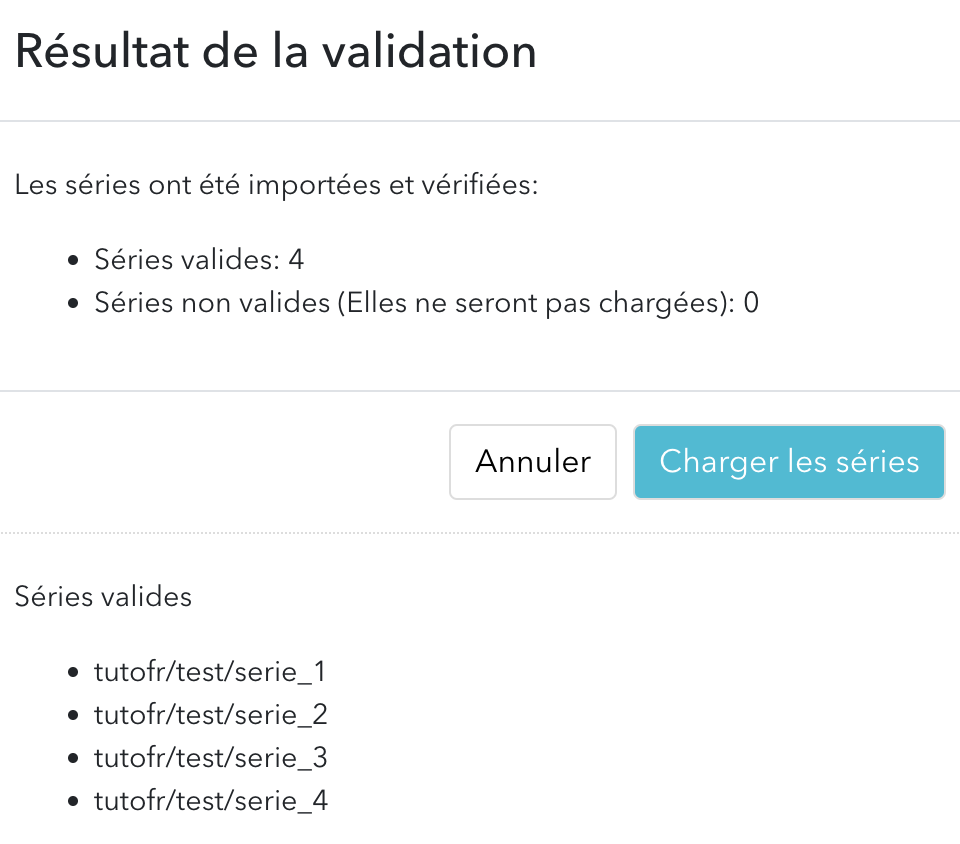 Résultat de la validation
Les séries ont été importées et vérifiées:
• Séries valides: 4
• Séries non valides (Elles ne seront pas chargées): 0
Annuler
Charger les séries
Séries valides
• tutofr/test/serie_1
• tutofr/test/serie_2
• tutofr/test/serie_3
• tutofr/test/serie_4